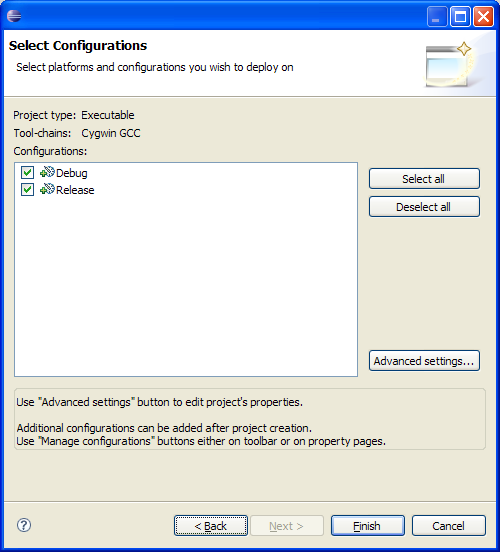 Select Configurations
Select platforms and configurations you wish to deploy on
Project type: Executable
Tool-chains: Cygwin GCC
Configurations:
Debug
Release
Select all
Deselect all
Advanced settings...
Use "Advanced settings" button to edit project's properties.
Additional configurations can be added after project creation.
Use "Manage configurations" buttons either on toolbar or on property pages.
?
< Back
Next >
Finish
Cancel